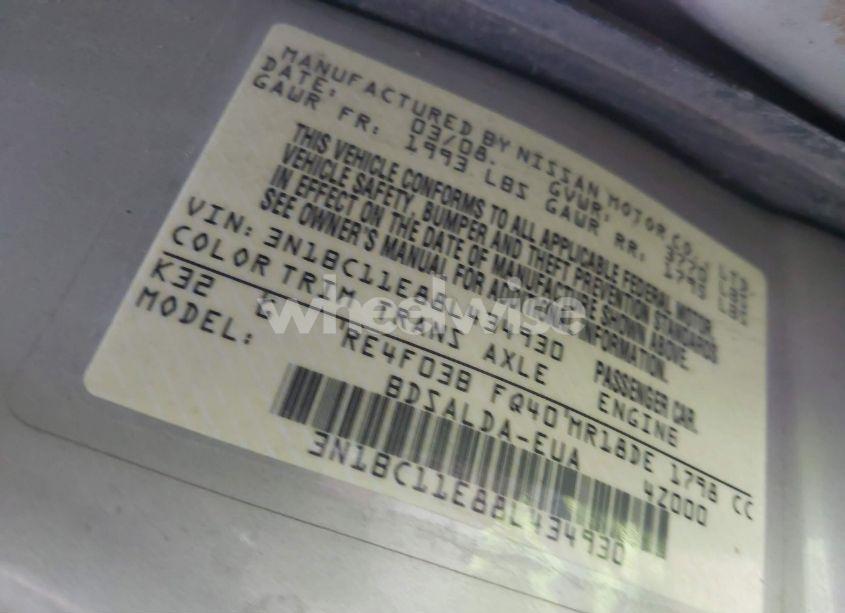 MANUFACTURED BY NISSAN MOTOR CO., LTD.
DATE: 03/08. GVWR: 3770 LBS
GAWR FR: 1993 LBS GAWR RR: 1795 LBS
THIS VEHICLE CONFORMS TO ALL APPLICABLE FEDERAL MOTOR
VEHICLE SAFETY, BUMPER AND THEFT PREVENTION STANDARDS
IN EFFECT ON THE DATE OF MANUFACTURE SHOWN ABOVE.
SEE OWNER'S MANUAL FOR ADDITIONAL INFORMATION.
VIN: 3N1BC11E88L434930 PASSENGER CAR.
COLOR TRIM TRANS AXLE ENGINE
K32 RE4F03B FQ40 MR18DE 1798 CC
MODEL: BDSALDA-EUA 42000
3N1BC11E88L434930
wheelwise